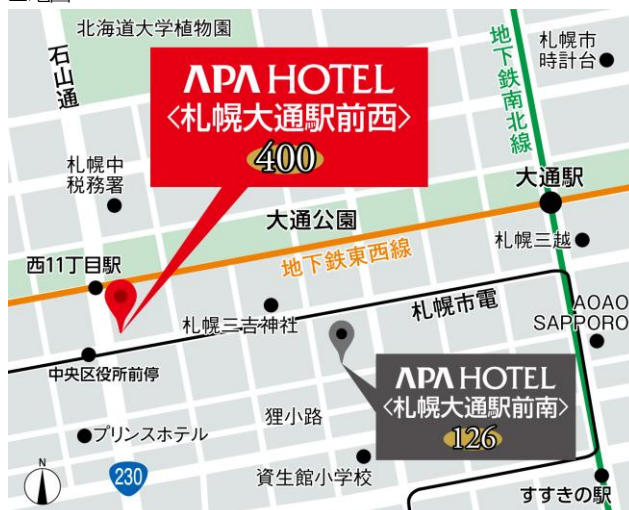 北海道大学植物園
石山通
APA HOTEL
〈札幌大通駅前西〉
400
地下鉄南北線
札幌市
時計台
札幌中
税務署
大通駅
大通公園
札幌三越
西11丁目駅
地下鉄東西線
札幌三吉神社
札幌市電
AOAO
SAPPORO
中央区役所前停
APA HOTEL
〈札幌大通駅前南〉
126
狸小路
プリンスホテル
資生館小学校
N
230
すすきの駅